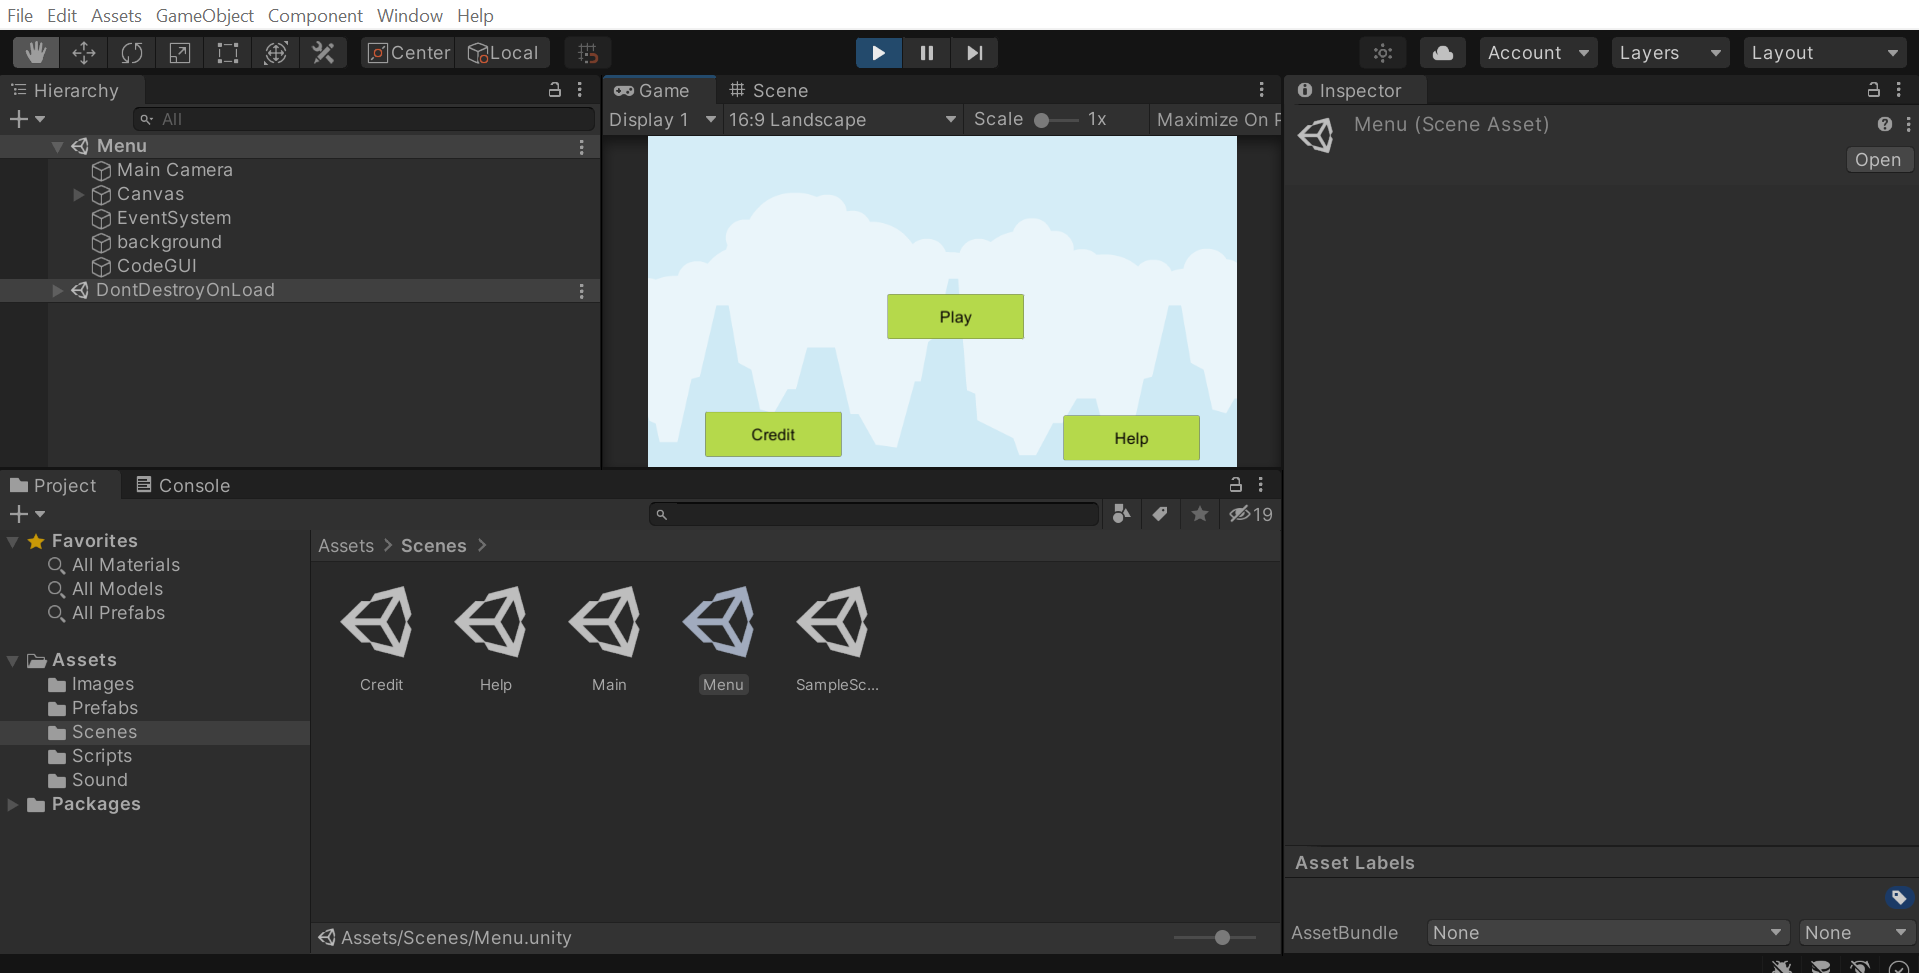 File Edit Assets GameObject Component Window Help
Center Local Account Layers Layout
Hierarchy
All
Menu
Main Camera
Canvas
EventSystem
background
CodeGUI
DontDestroyOnLoad
Game Scene
Display 1 16:9 Landscape Scale 1x Maximize On P
Play
Credit
Help
Inspector
Menu (Scene Asset)
Open
Project Console
19
Favorites
All Materials
All Models
All Prefabs
Assets
Images
Prefabs
Scenes
Scripts
Sound
Packages
Assets > Scenes >
Credit Help Main Menu SampleSc...
Assets/Scenes/Menu.unity
Asset Labels
AssetBundle None None